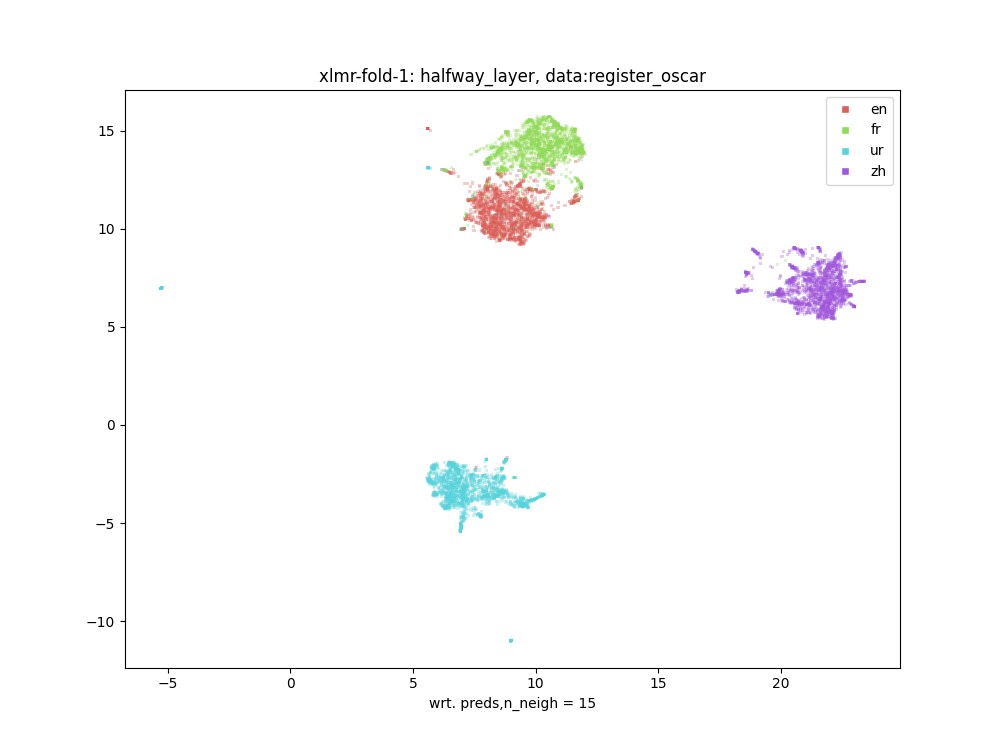 xlmr-fold-1: halfway_layer, data:register_oscar
en
fr
ur
zh
15
10
5
0
−5
−10
−5
0
5
10
15
20
wrt. preds,n_neigh = 15